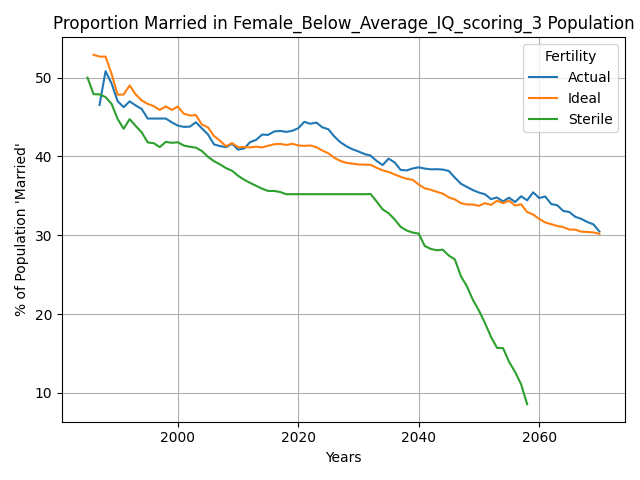 Proportion Married in Female_Below_Average_IQ_scoring_3 Population
Fertility
Actual
Ideal
Sterile
% of Population 'Married'
50
40
30
20
10
2000 2020 2040 2060
Years